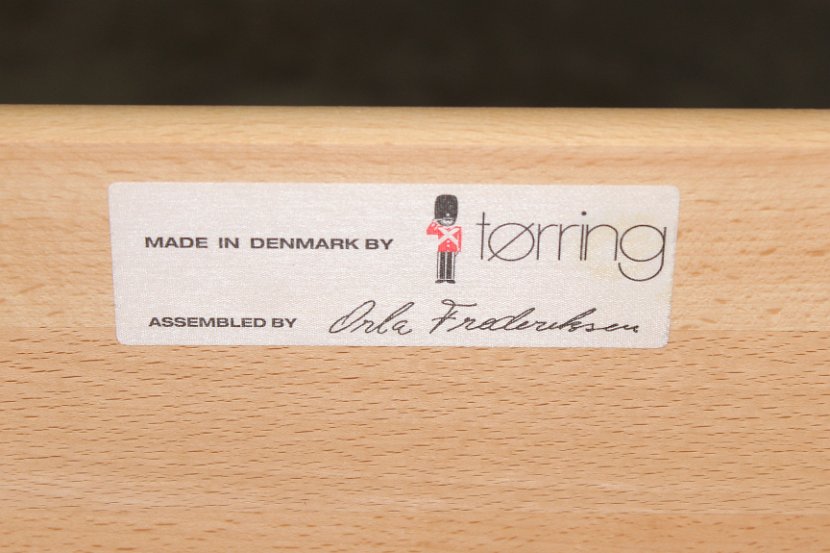 MADE IN DENMARK BY tørring
ASSEMBLED BY Orla Frederiksen